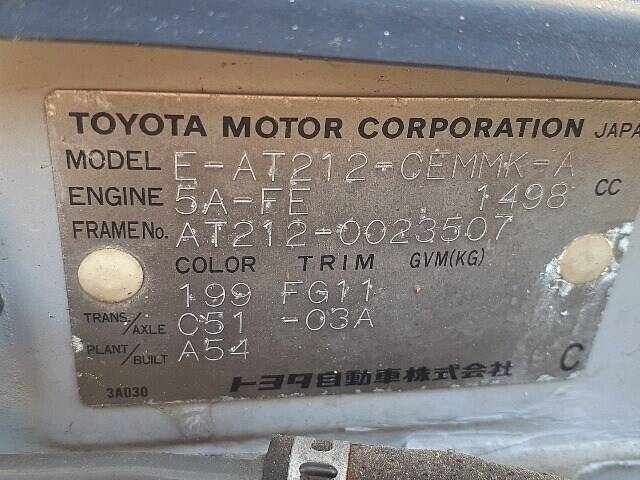 TOYOTA MOTOR CORPORATION JAPA
MODEL E-AT212-CEMMK-A
ENGINE 5A-FE 1498 CC
FRAME No. AT212-0023507
COLOR TRIM GVM(KG)
199 FG11
TRANS./AXLE C51 -03A
PLANT/BUILT A54
3A030 トヨタ自動車株式会社 C